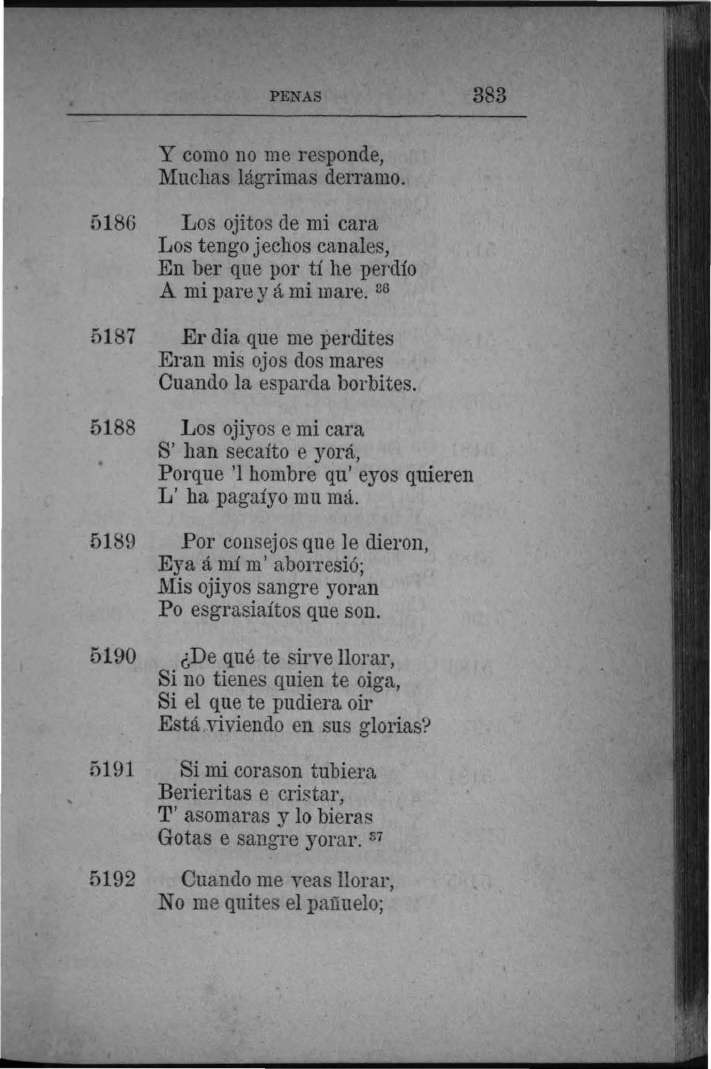 PENAS 383
Y como no me responde,
Muchas lágrimas derramo.
5186 Los ojitos de mi cara
Los tengo jechos canales,
En ber que por tí he perdío
A mi pare y á mi mare. 36
5187 Er dia que me perdites
Eran mis ojos dos mares
Cuando la esparda borbites.
5188 Los ojiyos e mi cara
S' han secaíto e yorá,
Porque 'l hombre qu' eyos quieren
L' ha pagaíyo mu má.
5189 Por consejos que le dieron,
Eya á mí m' aborresió;
Mis ojiyos sangre yoran
Po esgrasiaítos que son.
5190 ¿De qué te sirve llorar,
Si no tienes quien te oiga,
Si el que te pudiera oir
Está viviendo en sus glorias?
5191 Si mi corason tubiera
Berieritas e cristar,
T' asomaras y lo bieras
Gotas e sangre yorar. 37
5192 Cuando me veas llorar,
No me quites el pañuelo;